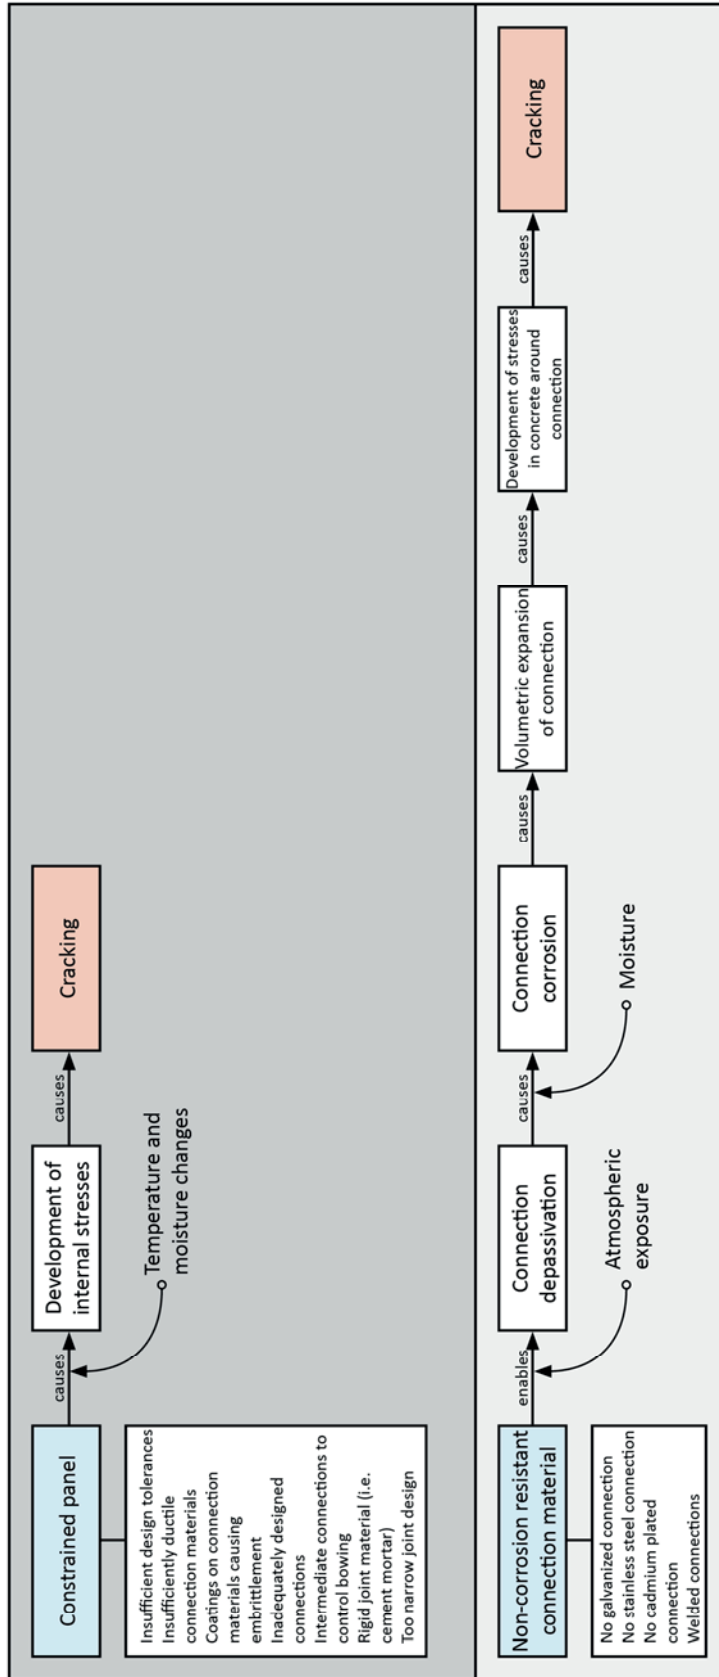 Constrained panel
Insufficient design tolerances
Insufficiently ductile
connection materials
Coatings on connection
materials causing
embrittlement
Inadequately designed
connections
Intermediate connections to
control bowing
Rigid joint material (i.e.
cement mortar)
Too narrow joint design
causes
Temperature and
moisture changes
Development of
internal stresses
causes
Cracking
Non-corrosion resistant
connection material
No galvanized connection
No stainless steel connection
No cadmium plated
connection
Welded connections
enables
Atmospheric
exposure
Connection
depassivation
causes
Moisture
Connection
corrosion
causes
Volumetric expansion
of connection
causes
Development of stresses
in concrete around
connection
causes
Cracking